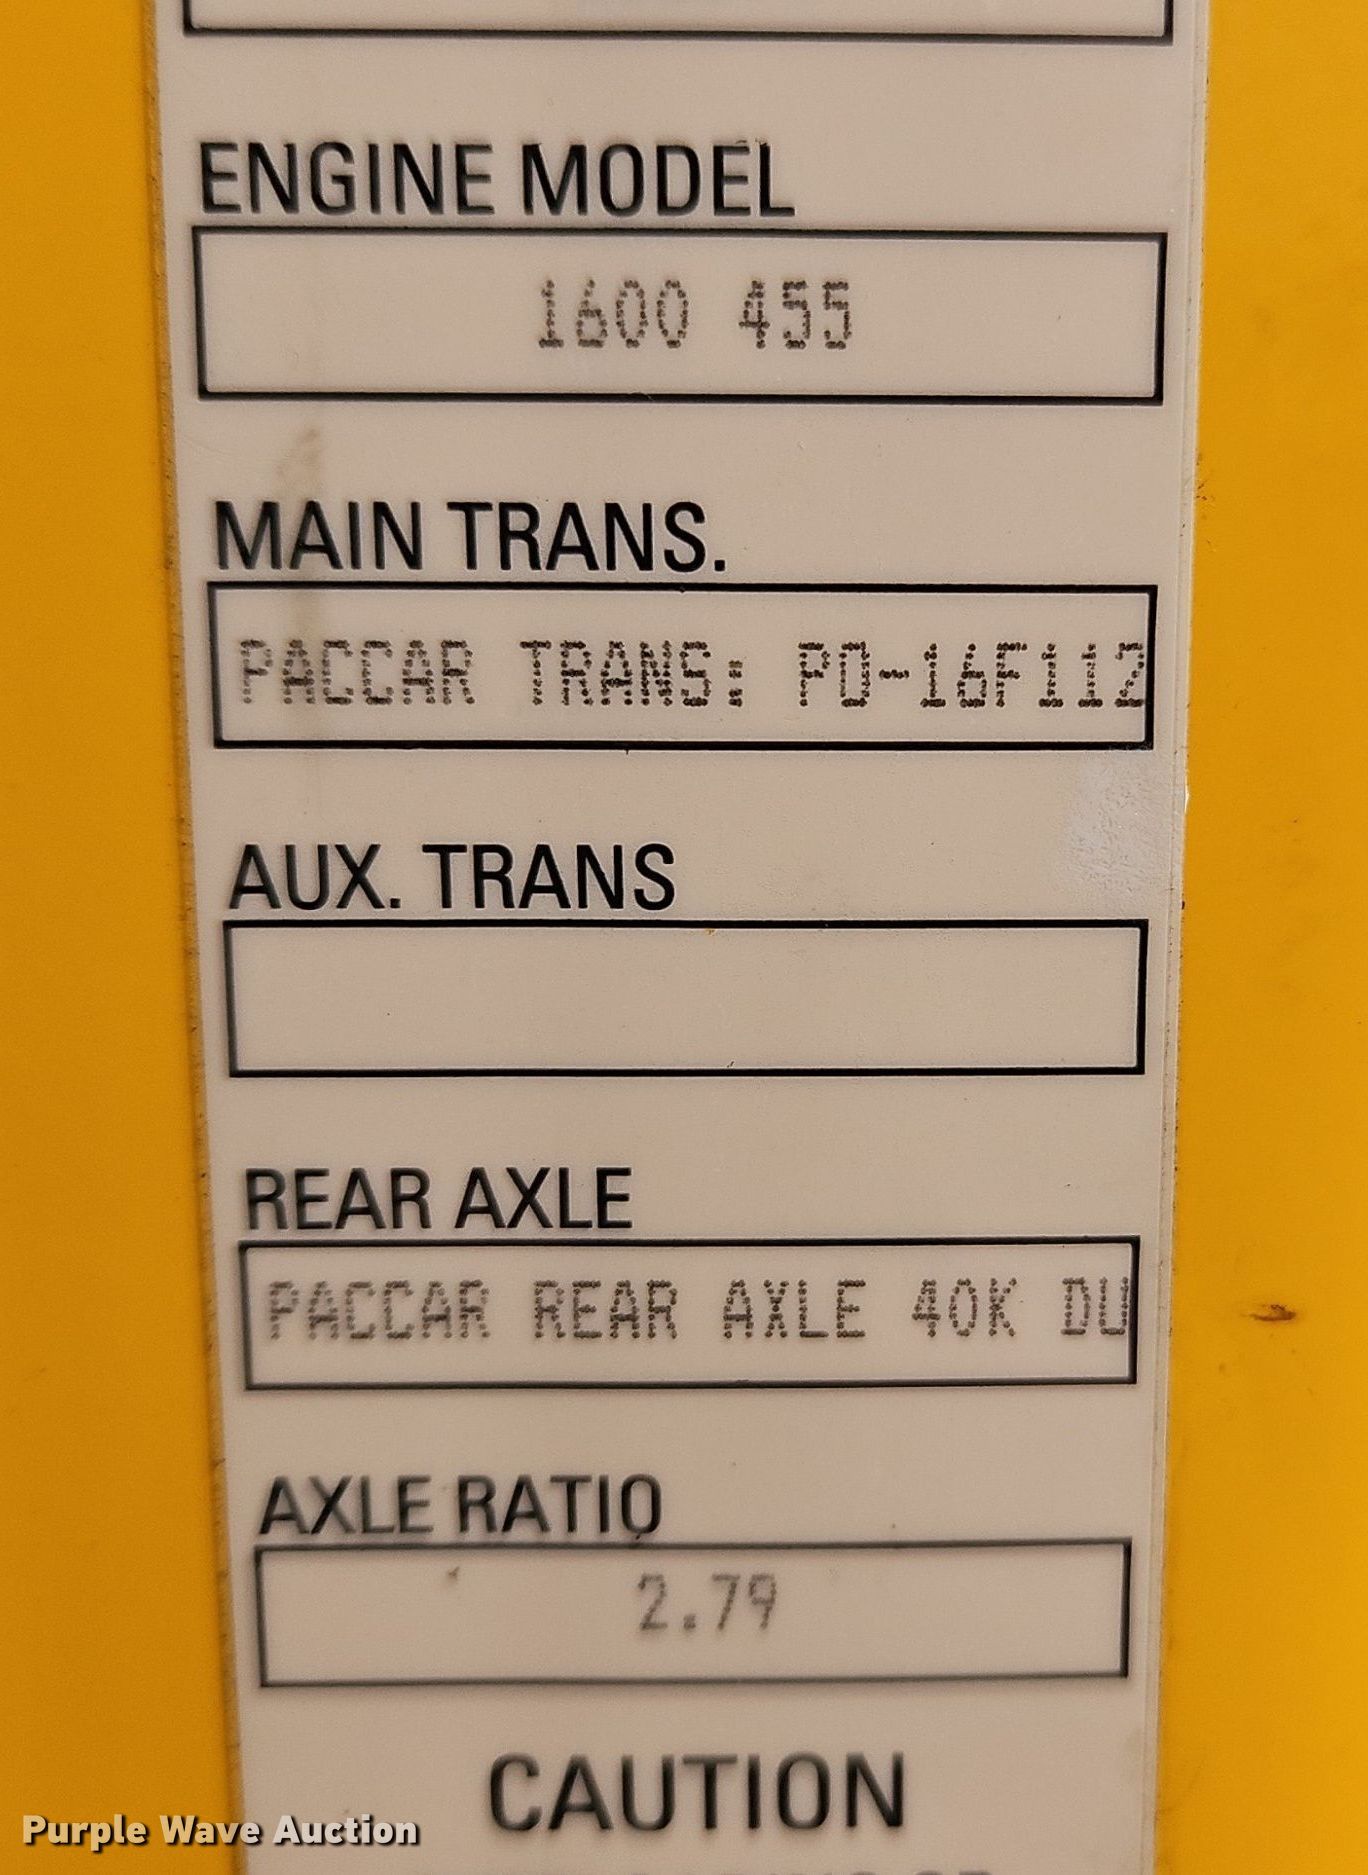 ENGINE MODEL
1600 455
MAIN TRANS.
PACCAR TRANS: PO-16F112
AUX. TRANS
REAR AXLE
PACCAR REAR AXLE 40K DU
AXLE RATIO
2.79
CAUTION
Purple Wave Auction